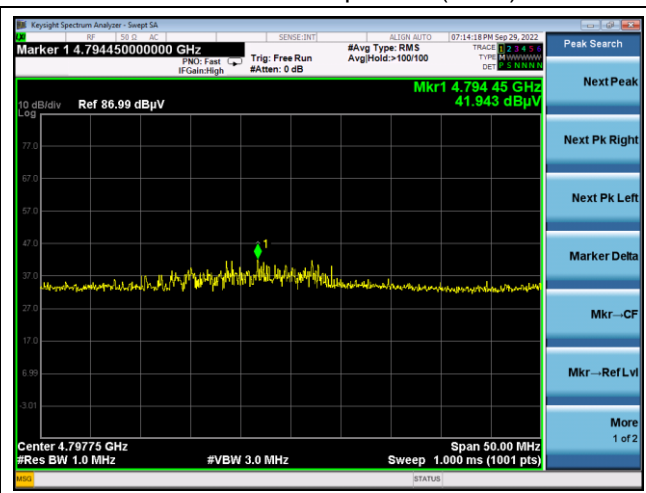 Keysight Spectrum Analyzer - Swept SA
RF 50 Ω AC SENSE:INT ALIGN AUTO 07:14:18 PM Sep 29, 2022
Marker 1 4.794450000000 GHz
PNO: Fast
IFGain:High
Trig: Free Run
#Atten: 0 dB
#Avg Type: RMS
Avg|Hold:>100/100
TRACE 1 2 3 4 5 6
TYPE M W W W W W
DET P S N N N N
Peak Search
Mkr1 4.794 45 GHz
41.943 dBµV
10 dB/div Ref 86.99 dBµV
Log
77.0
67.0
57.0
47.0
37.0
27.0
17.0
6.99
-3.01
1
Center 4.79775 GHz
Span 50.00 MHz
#Res BW 1.0 MHz
#VBW 3.0 MHz
Sweep 1.000 ms (1001 pts)
MSG
STATUS
Next Peak
Next Pk Right
Next Pk Left
Marker Delta
Mkr→CF
Mkr→Ref Lvl
More
1 of 2